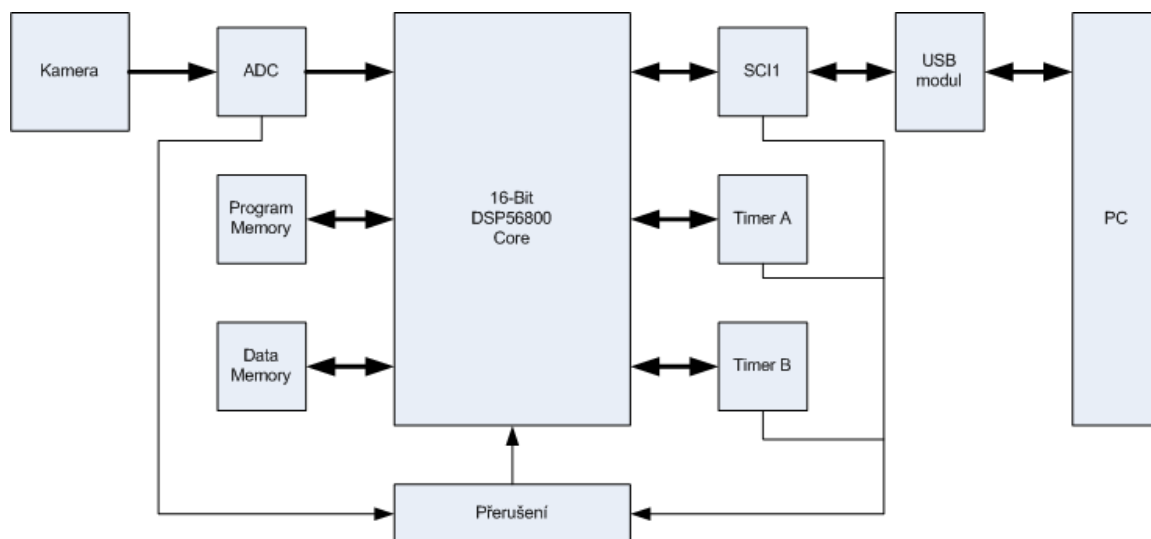 Kamera
ADC
16-Bit
DSP56800
Core
SCI1
USB
modul
PC
Program
Memory
Timer A
Data
Memory
Timer B
Přerušení